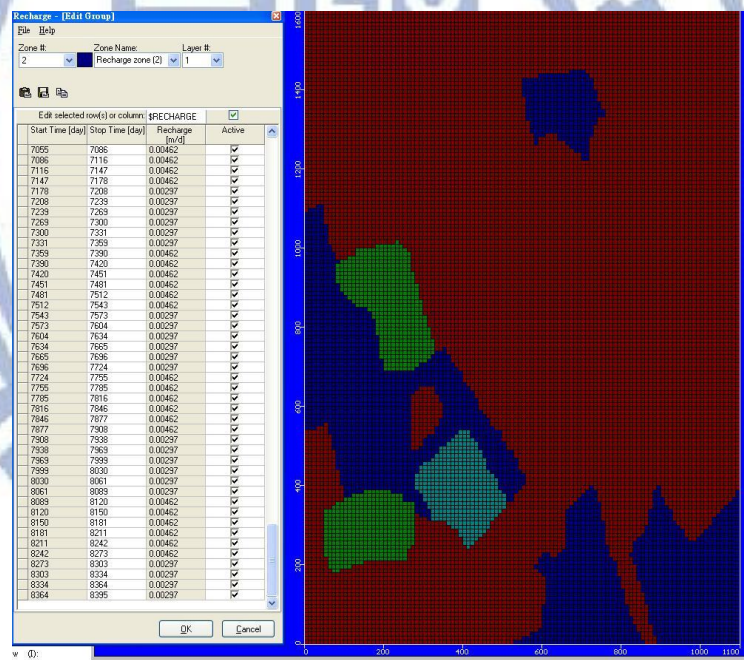 Recharge - [Edit Group]
File Help
Zone #: Zone Name: Layer #:
2 Recharge zone (2) 1
Edit selected row(s) or column: $RECHARGE
Start Time [day] Stop Time [day] Recharge [m/d] Active
7055 7086 0.00462
7086 7116 0.00462
7116 7147 0.00462
7147 7178 0.00462
7178 7208 0.00297
7208 7239 0.00297
7239 7269 0.00297
7269 7300 0.00297
7300 7331 0.00297
7331 7359 0.00297
7359 7390 0.00462
7390 7420 0.00462
7420 7451 0.00462
7451 7481 0.00462
7481 7512 0.00462
7512 7543 0.00462
7543 7573 0.00297
7573 7604 0.00297
7604 7634 0.00297
7634 7665 0.00297
7665 7696 0.00297
7696 7724 0.00297
7724 7755 0.00462
7755 7785 0.00462
7785 7816 0.00462
7816 7846 0.00462
7846 7877 0.00462
7877 7908 0.00462
7908 7938 0.00297
7938 7969 0.00297
7969 7999 0.00297
7999 8030 0.00297
8030 8061 0.00297
8061 8089 0.00297
8089 8120 0.00462
8120 8150 0.00462
8150 8181 0.00462
8181 8211 0.00462
8211 8242 0.00462
8242 8273 0.00462
8273 8303 0.00297
8303 8334 0.00297
8334 8364 0.00297
8364 8395 0.00297
OK Cancel
w (I):
1600
1400
1200
1000
800
600
400
200
0
0 200 400 600 800 1000 1100